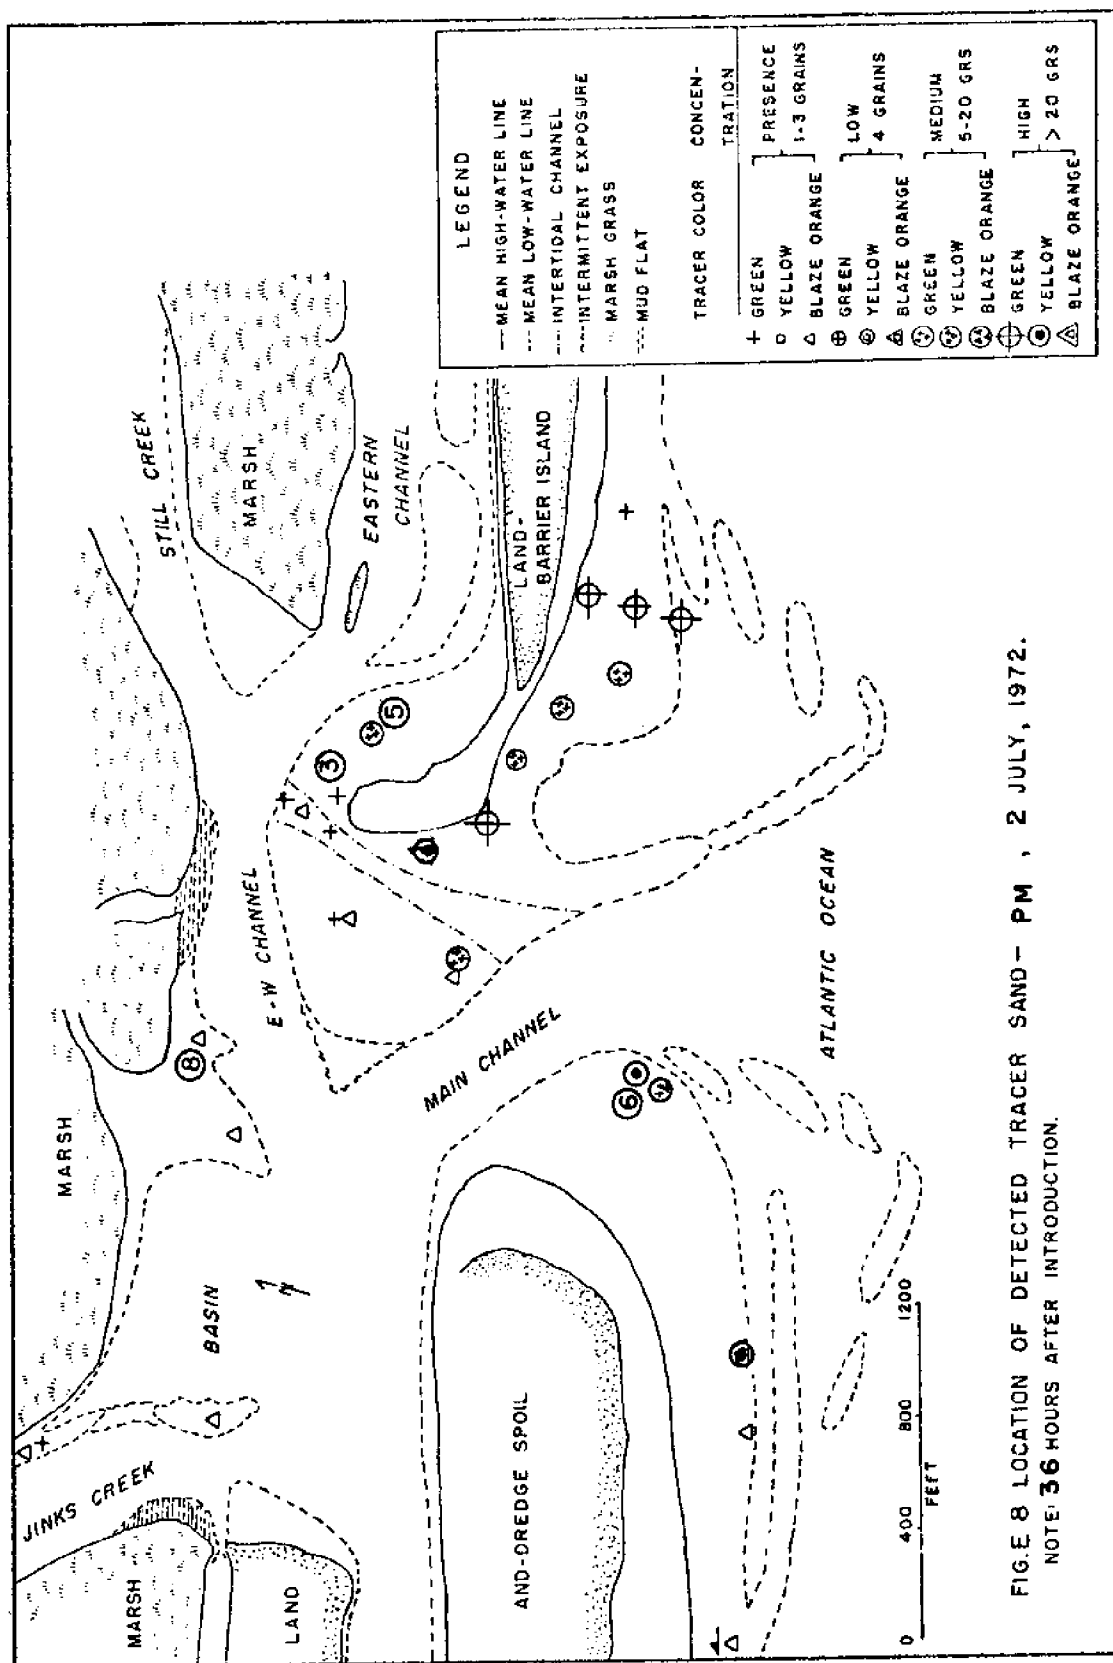 STILL CREEK
MARSH
EASTERN
CHANNEL
LAND-
BARRIER ISLAND
E-W CHANNEL
MARSH
MAIN CHANNEL
BASIN
JINKS CREEK
MARSH
LAND
AND-DREDGE SPOIL
ATLANTIC OCEAN
3
5
8
6
0 400 800 1200
FEET
LEGEND
MEAN HIGH-WATER LINE
MEAN LOW-WATER LINE
INTERTIDAL CHANNEL
INTERMITTENT EXPOSURE
MARSH GRASS
MUD FLAT
TRACER COLOR CONCEN-
TRATION
GREEN
YELLOW
BLAZE ORANGE
PRESENCE
1-3 GRAINS
GREEN
YELLOW
BLAZE ORANGE
LOW
4 GRAINS
GREEN
YELLOW
BLAZE ORANGE
MEDIUM
5-20 GRS
GREEN
YELLOW
BLAZE ORANGE
HIGH
> 20 GRS
FIG.E 8 LOCATION OF DETECTED TRACER SAND- PM , 2 JULY, 1972.
NOTE: 36 HOURS AFTER INTRODUCTION.